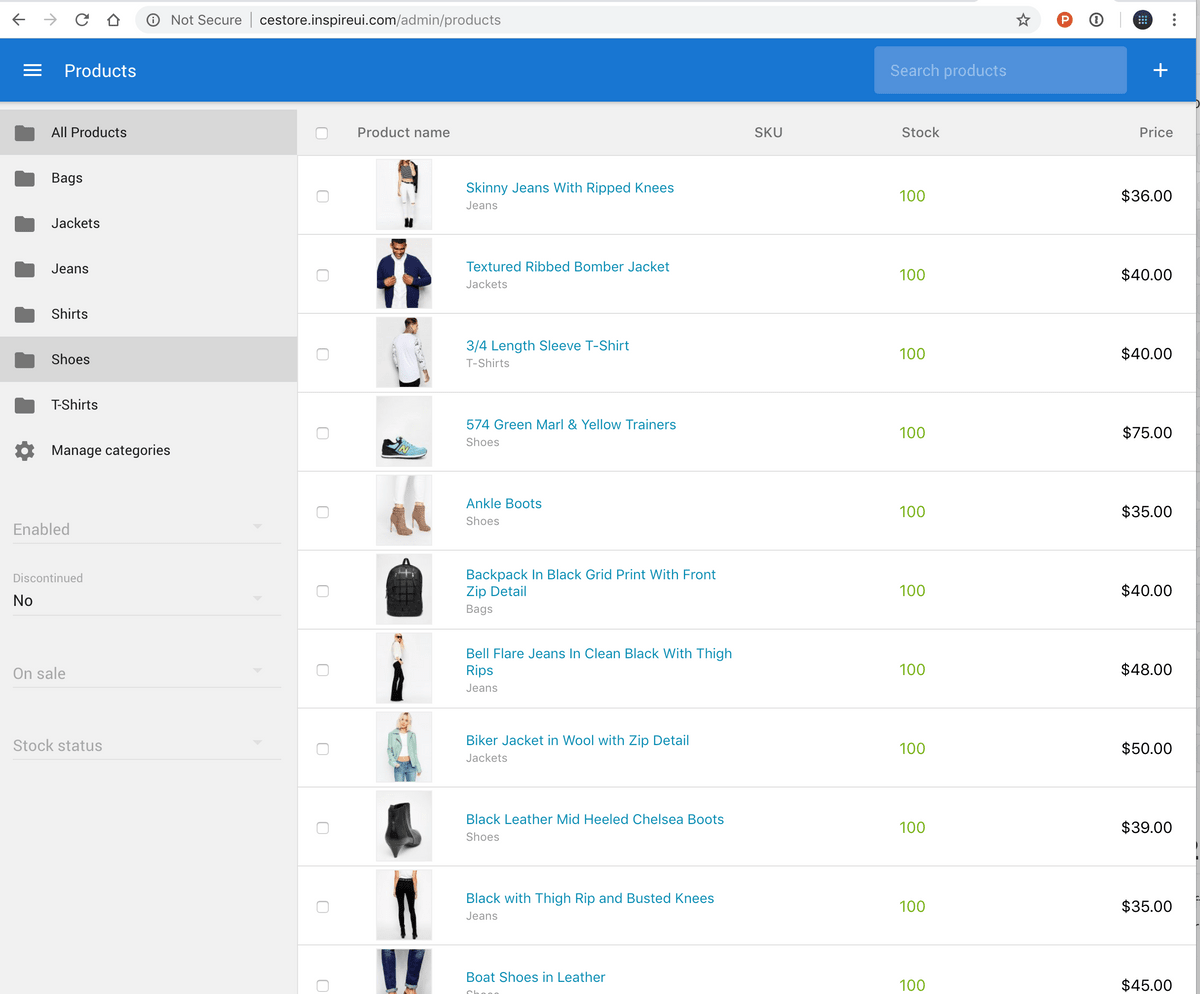 Not Secure | cestore.inspireui.com/admin/products
P
Products
Search products
All Products
Bags
Jackets
Jeans
Shirts
Shoes
T-Shirts
Manage categories
Enabled
Discontinued
No
On sale
Stock status
Product name SKU Stock Price
Skinny Jeans With Ripped Knees
Jeans
100 $36.00
Textured Ribbed Bomber Jacket
Jackets
100 $40.00
3/4 Length Sleeve T-Shirt
T-Shirts
100 $40.00
574 Green Marl & Yellow Trainers
Shoes
100 $75.00
Ankle Boots
Shoes
100 $35.00
Backpack In Black Grid Print With Front
Zip Detail
Bags
100 $40.00
Bell Flare Jeans In Clean Black With Thigh
Rips
Jeans
100 $48.00
Biker Jacket in Wool with Zip Detail
Jackets
100 $50.00
Black Leather Mid Heeled Chelsea Boots
Shoes
100 $39.00
Black with Thigh Rip and Busted Knees
Jeans
100 $35.00
Boat Shoes in Leather
Shoes
100 $45.00